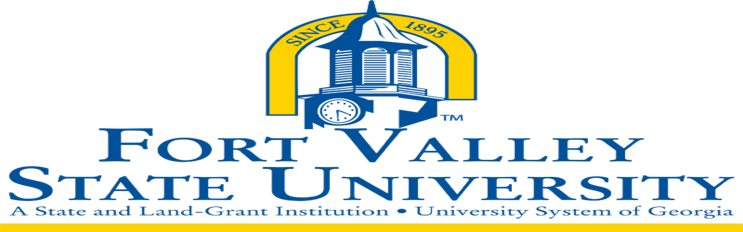 SINCE 1895
TM
FORT VALLEY
STATE UNIVERSITY
A State and Land-Grant Institution • University System of Georgia